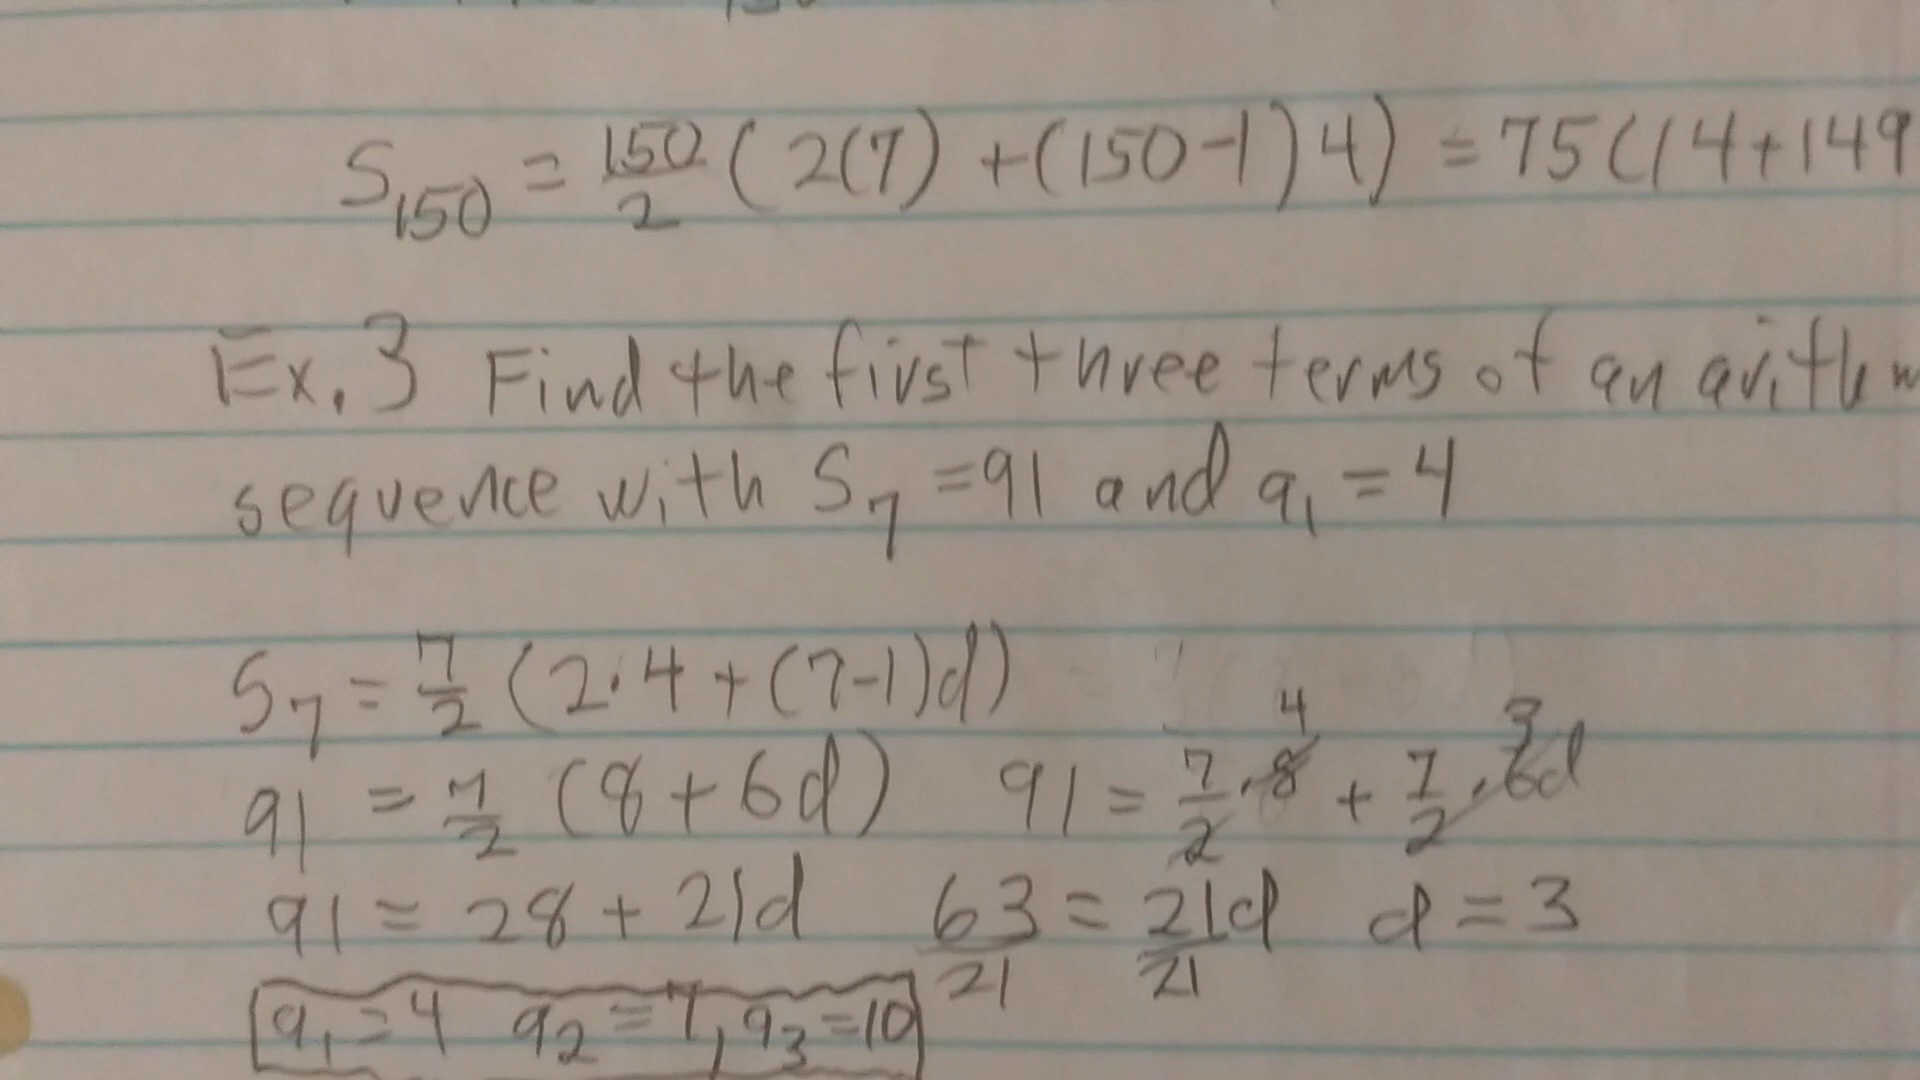 S₁₅₀ = 150/2 (2(7) + (150-1)4) = 75(14+149
Ex. 3 Find the first three terms of an arithm
sequence with S₇ = 91 and a₁ = 4
S₇ = 7/2 (2·4 + (7-1)d)
91 = 7/2 (8 + 6d) 91 = 7/2 · 8 4 + 7/2 · 6d 3
91 = 28 + 21d 63/21 = 21d/21 d = 3
a₁ = 4 a₂ = 7, a₃ = 10